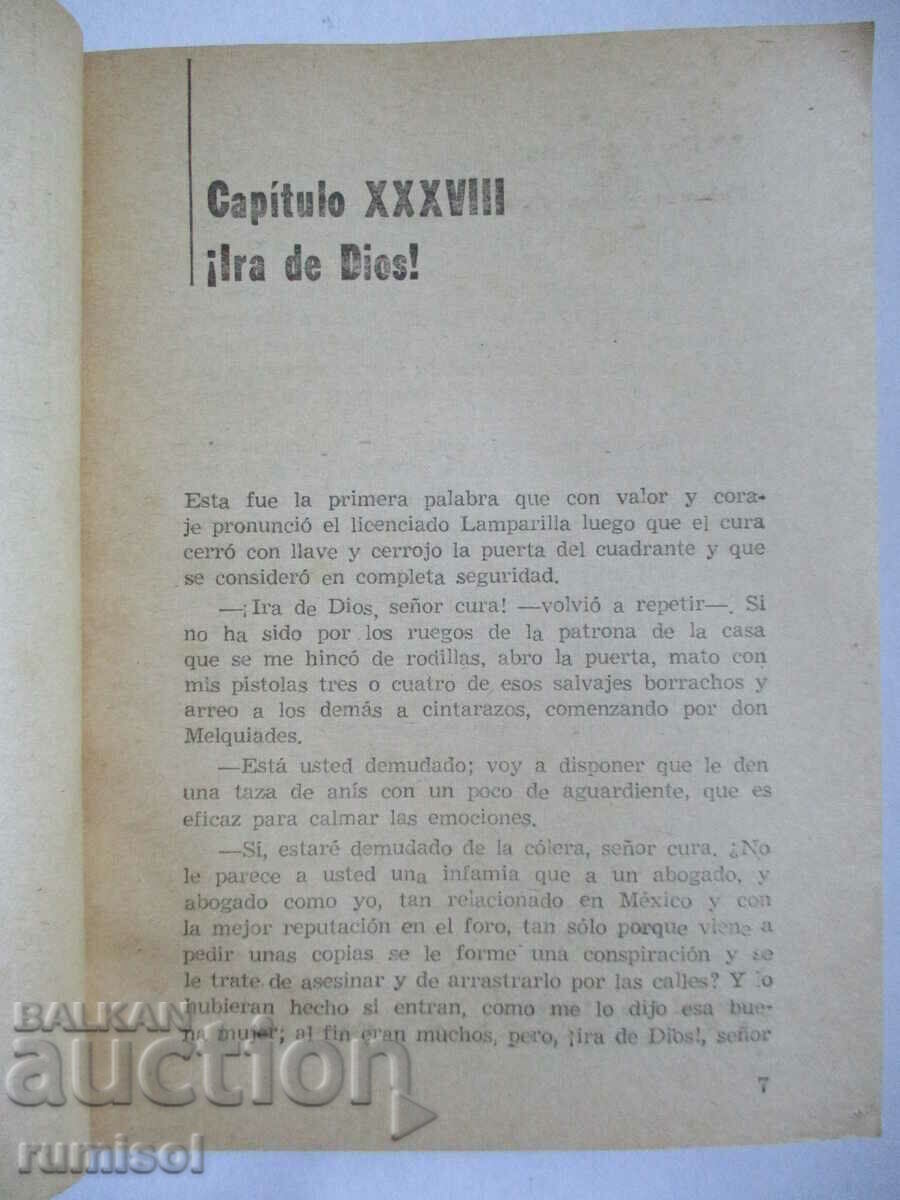 Capítulo XXXVIII
¡Ira de Dios!
Esta fue la primera palabra que con valor y cora-
je pronunció el licenciado Lamparilla luego que el cura
cerró con llave y cerrojo la puerta del cuadrante y que
se consideró en completa seguridad.
—¡Ira de Dios, señor cura! —volvió a repetir—. Si
no ha sido por los ruegos de la patrona de la casa
que se me hincó de rodillas, abro la puerta, mato con
mis pistolas tres o cuatro de esos salvajes borrachos y
arreo a los demás a cintarazos, comenzando por don
Melquiades.
—Está usted demudado; voy a disponer que le den
una taza de anís con un poco de aguardiente, que es
eficaz para calmar las emociones.
—Sí, estaré demudado de la cólera, señor cura. ¿No
le parece a usted una infamia que a un abogado, y
abogado como yo, tan relacionado en México y con
la mejor reputación en el foro, tan sólo porque viene a
pedir unas copias se le forme una conspiración y se
le trate de asesinar y de arrastrarlo por las calles? Y lo
hubieran hecho si entran, como me lo dijo esa bue-
na mujer; al fin eran muchos, pero, ¡ira de Dios!, señor
7
BALKAN
auction
rumisol